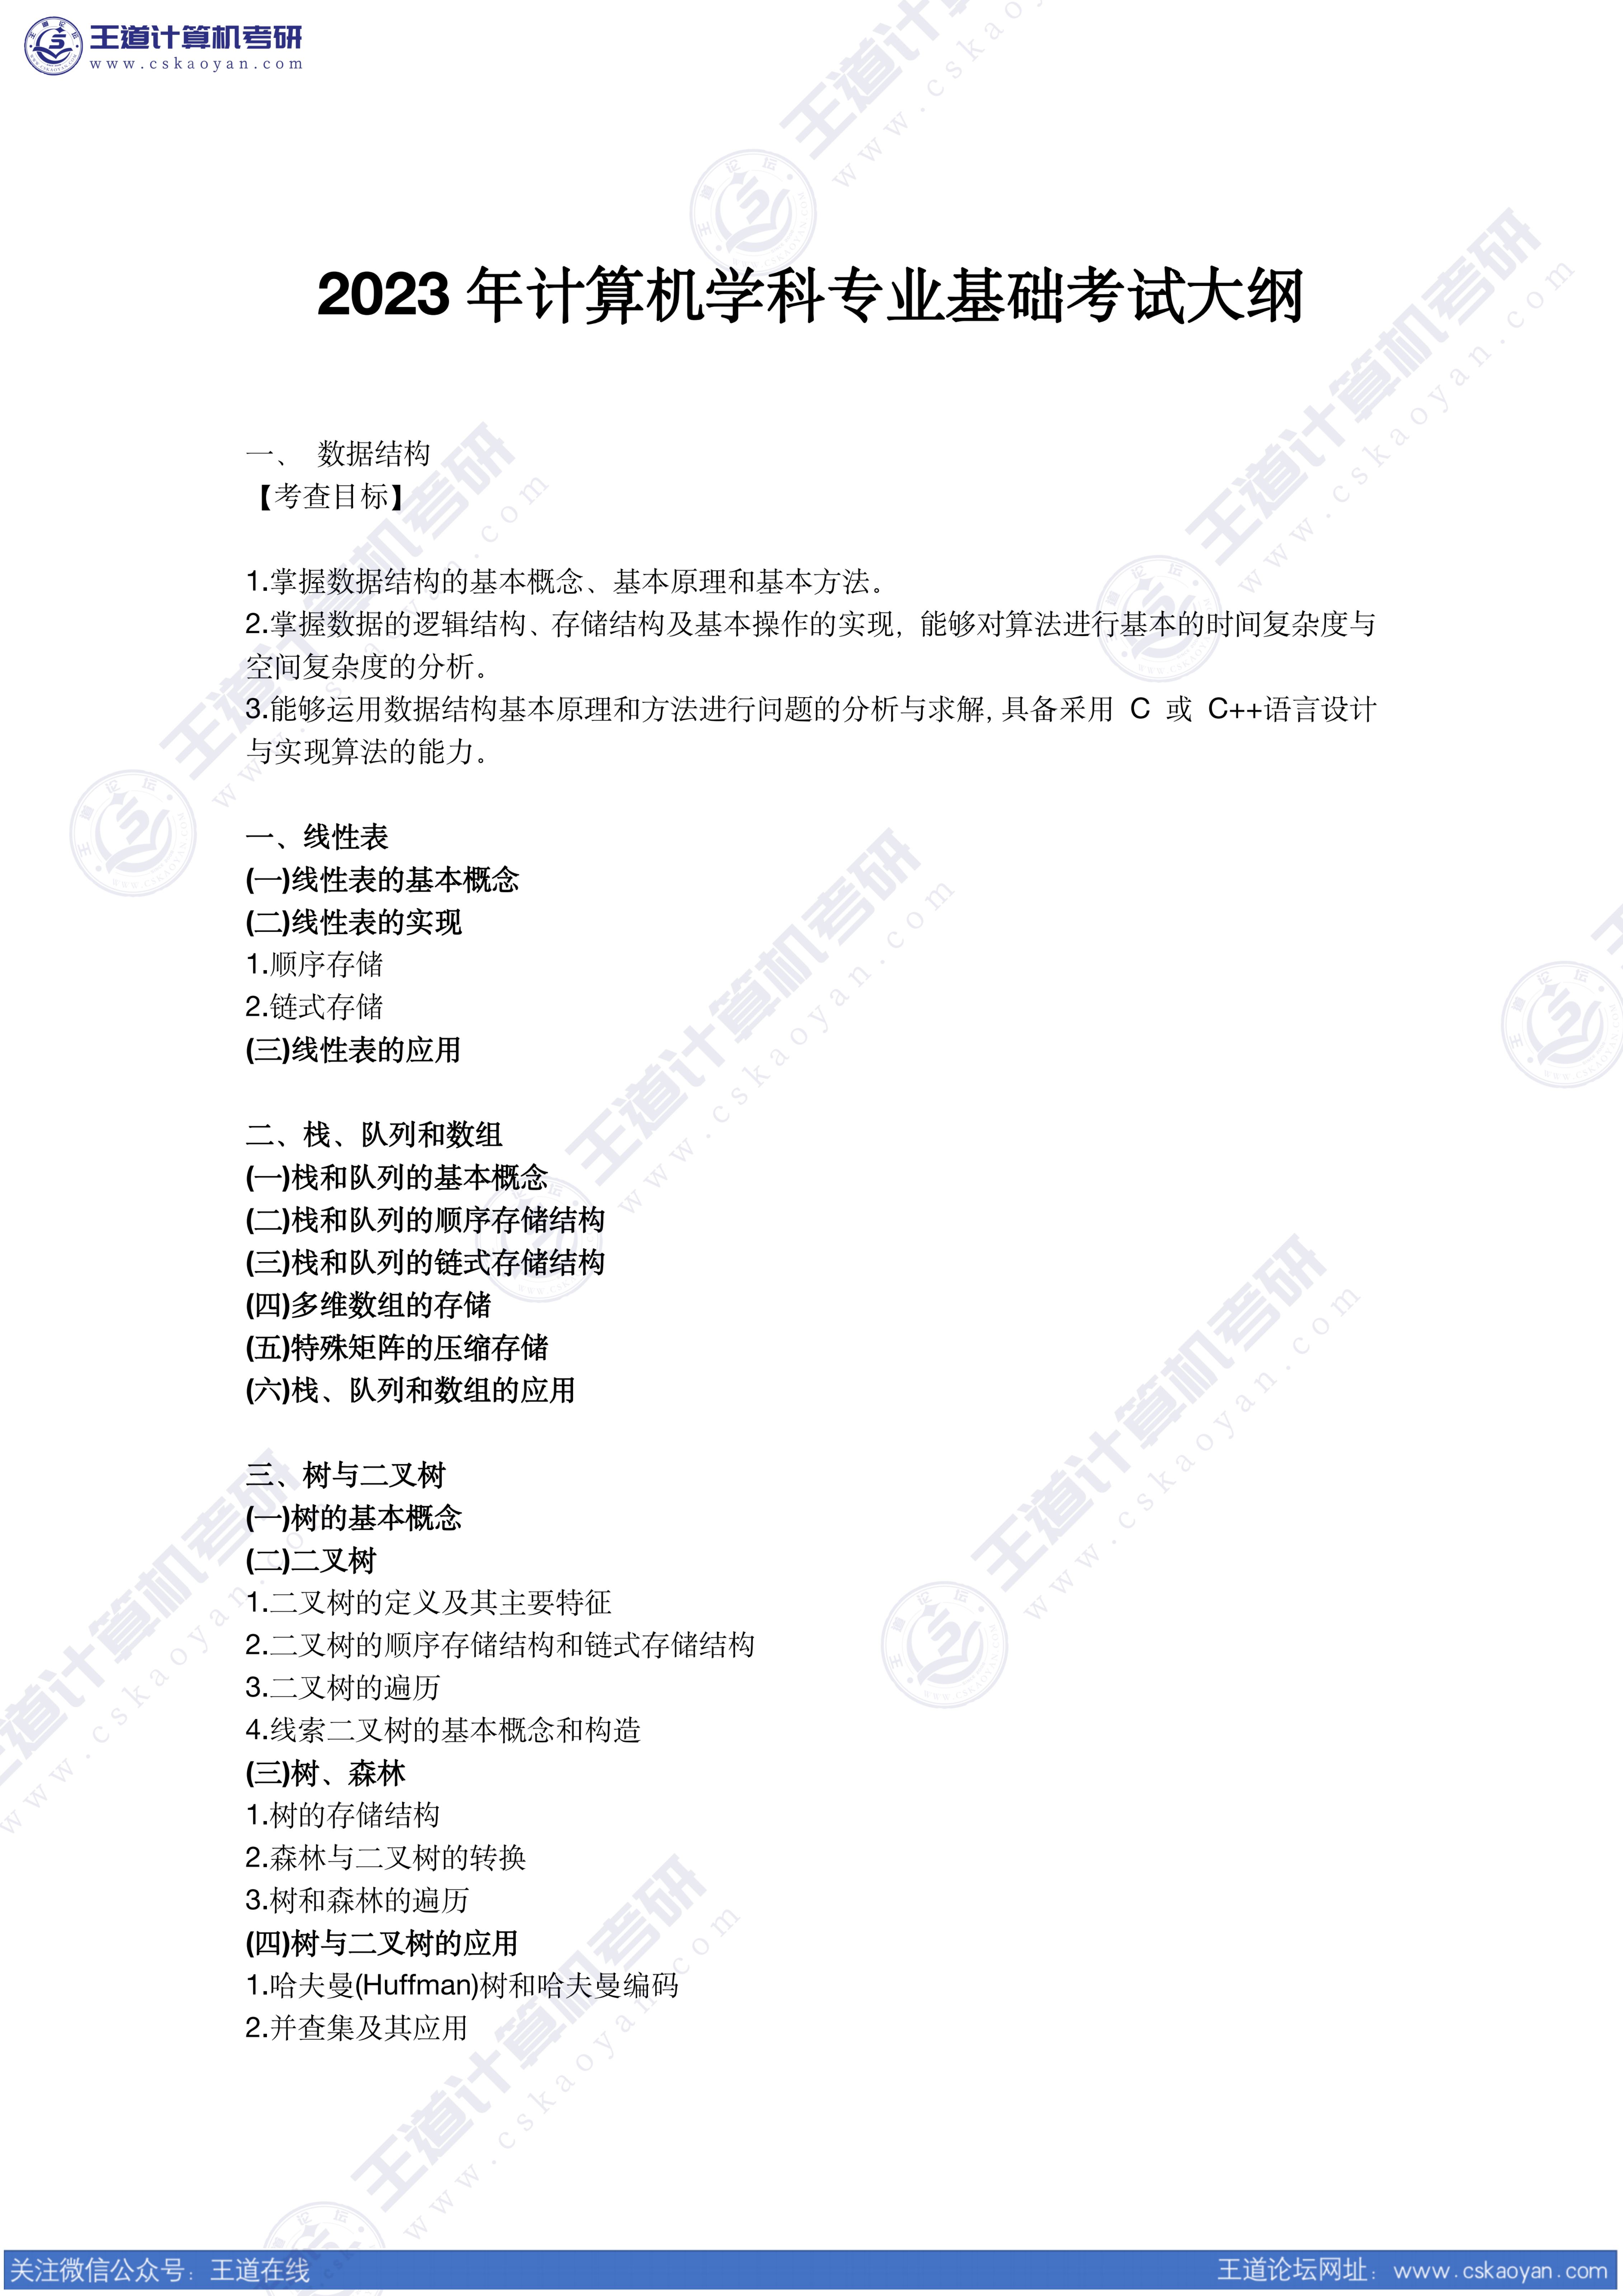 王道计算机考研
www.cskaoyan.com
2023 年计算机学科专业基础考试大纲
一、 数据结构
【考查目标】
1.掌握数据结构的基本概念、基本原理和基本方法。
2.掌握数据的逻辑结构、存储结构及基本操作的实现，能够对算法进行基本的时间复杂度与
空间复杂度的分析。
3.能够运用数据结构基本原理和方法进行问题的分析与求解,具备采用 C 或 C++语言设计
与实现算法的能力。
一、线性表
(一)线性表的基本概念
(二)线性表的实现
1.顺序存储
2.链式存储
(三)线性表的应用
二、栈、队列和数组
(一)栈和队列的基本概念
(二)栈和队列的顺序存储结构
(三)栈和队列的链式存储结构
(四)多维数组的存储
(五)特殊矩阵的压缩存储
(六)栈、队列和数组的应用
三、树与二叉树
(一)树的基本概念
(二)二叉树
1.二叉树的定义及其主要特征
2.二叉树的顺序存储结构和链式存储结构
3.二叉树的遍历
4.线索二叉树的基本概念和构造
(三)树、森林
1.树的存储结构
2.森林与二叉树的转换
3.树和森林的遍历
(四)树与二叉树的应用
1.哈夫曼(Huffman)树和哈夫曼编码
2.并查集及其应用
关注微信公众号：王道在线
王道论坛网址：www.cskaoyan.com